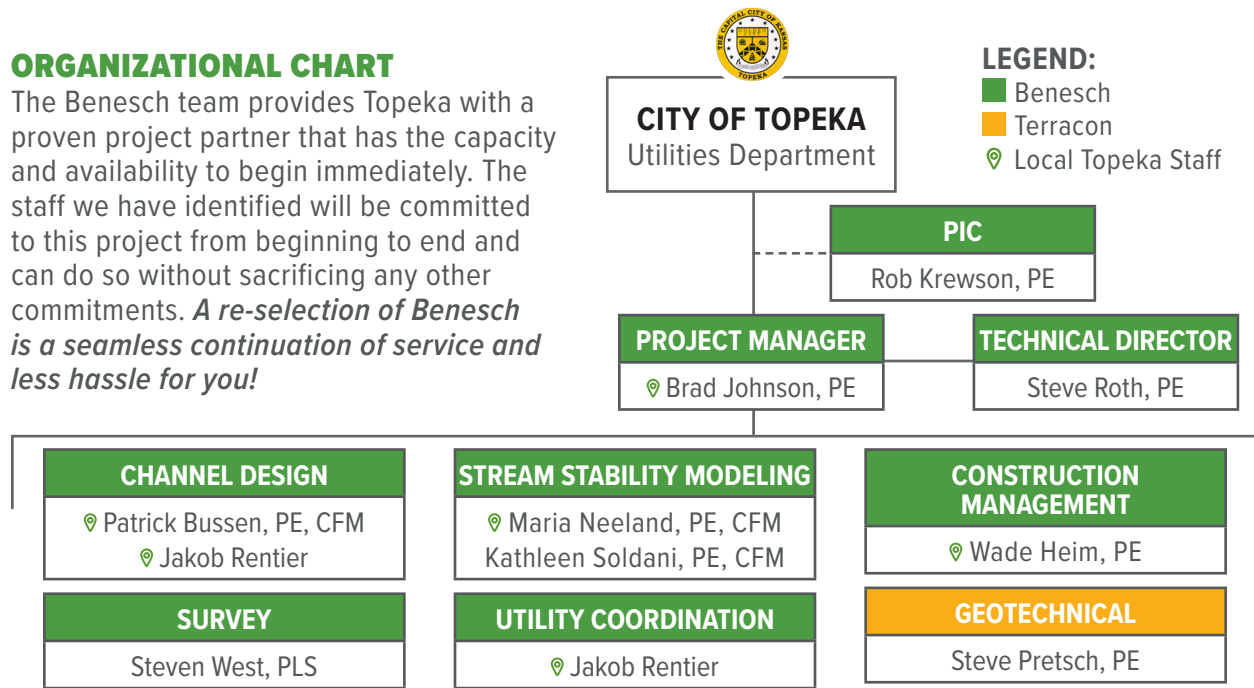 ORGANIZATIONAL CHART
The Benesch team provides Topeka with a
proven project partner that has the capacity
and availability to begin immediately. The
staff we have identified will be committed
to this project from beginning to end and
can do so without sacrificing any other
commitments. A re-selection of Benesch
is a seamless continuation of service and
less hassle for you!
THE CAPITAL CITY OF KANSAS
TOPEKA
CITY OF TOPEKA
Utilities Department
LEGEND:
Benesch
Terracon
Local Topeka Staff
PIC
Rob Krewson, PE
PROJECT MANAGER
Brad Johnson, PE
TECHNICAL DIRECTOR
Steve Roth, PE
CHANNEL DESIGN
Patrick Bussen, PE, CFM
Jakob Rentier
STREAM STABILITY MODELING
Maria Neeland, PE, CFM
Kathleen Soldani, PE, CFM
CONSTRUCTION
MANAGEMENT
Wade Heim, PE
SURVEY
Steven West, PLS
UTILITY COORDINATION
Jakob Rentier
GEOTECHNICAL
Steve Pretsch, PE